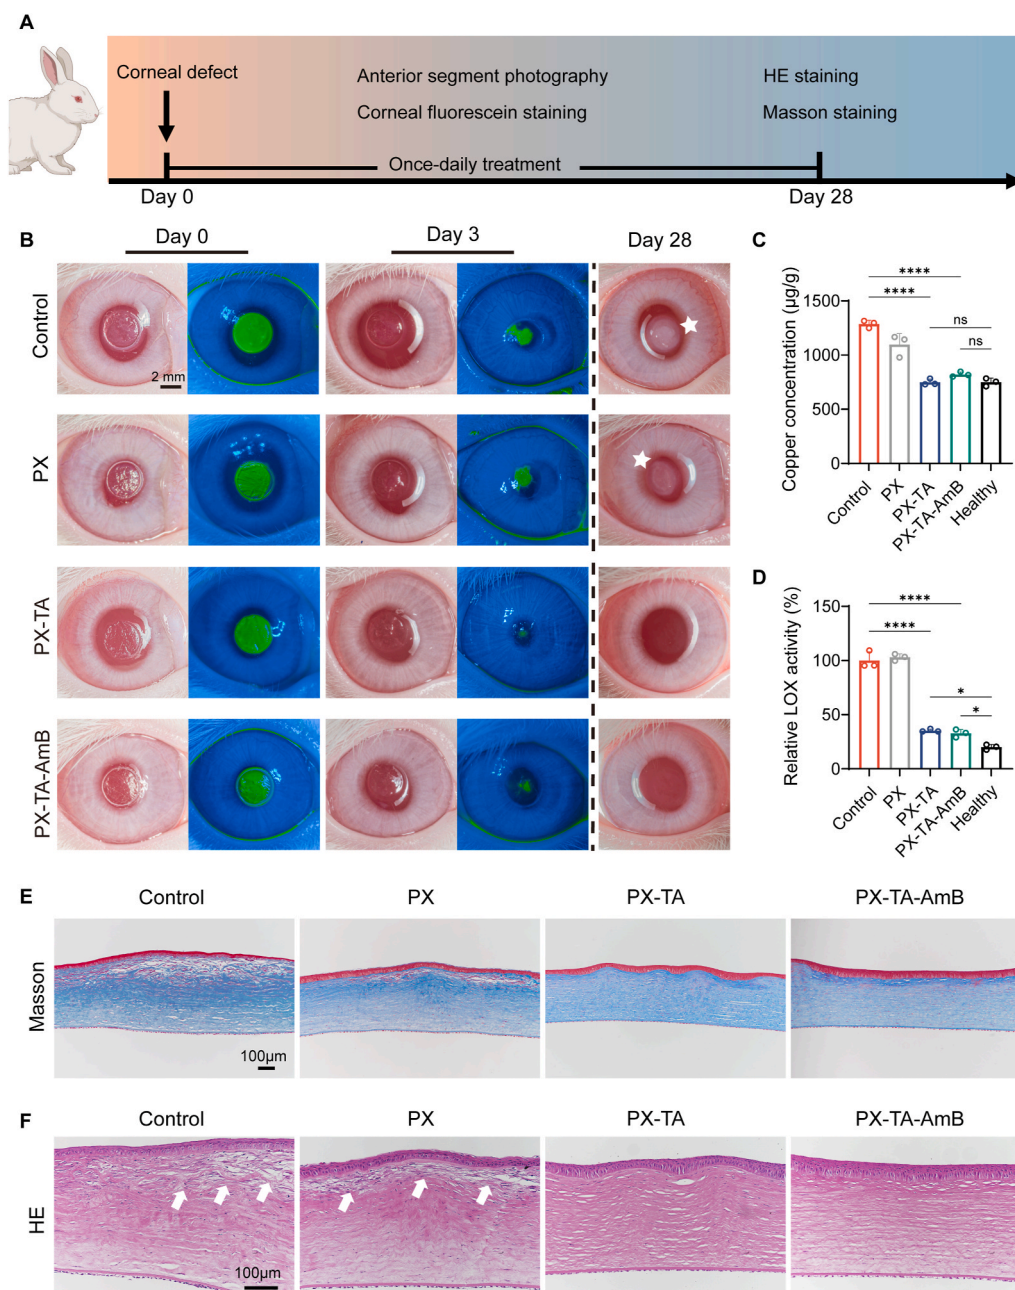 A
Corneal defect
Anterior segment photography
HE staining
Corneal fluorescein staining
Masson staining
Once-daily treatment
Day 0
Day 28
B
Day 0
Day 3
Day 28
Control
2 mm
PX
PX-TA
PX-TA-AmB
C
Copper concentration (μg/g)
1500
1000
500
0
****
****
ns
ns
Control
PX
PX-TA
PX-TA-AmB
Healthy
D
Relative LOX activity (%)
150
100
50
0
****
****
*
*
Control
PX
PX-TA
PX-TA-AmB
Healthy
E
Control
PX
PX-TA
PX-TA-AmB
Masson
100μm
F
Control
PX
PX-TA
PX-TA-AmB
HE
100μm